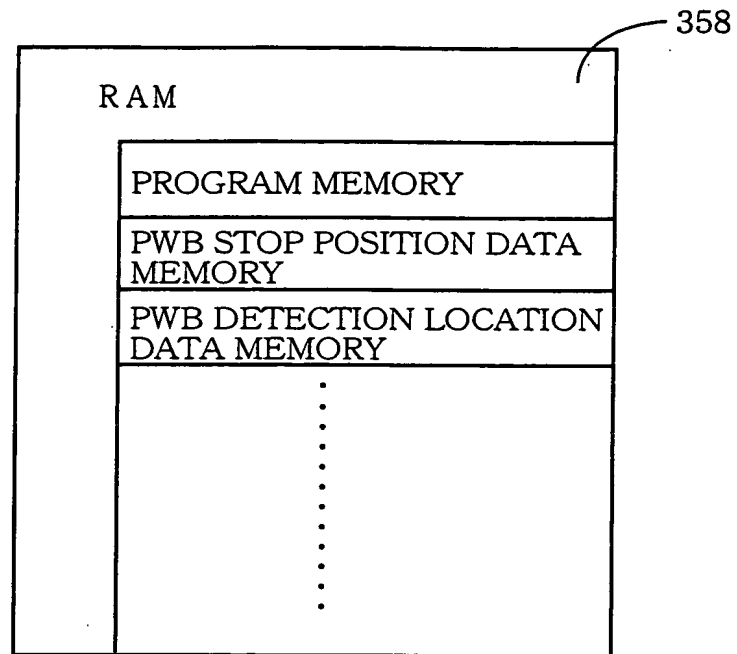 358
RAM
PROGRAM MEMORY
PWB STOP POSITION DATA
MEMORY
PWB DETECTION LOCATION
DATA MEMORY